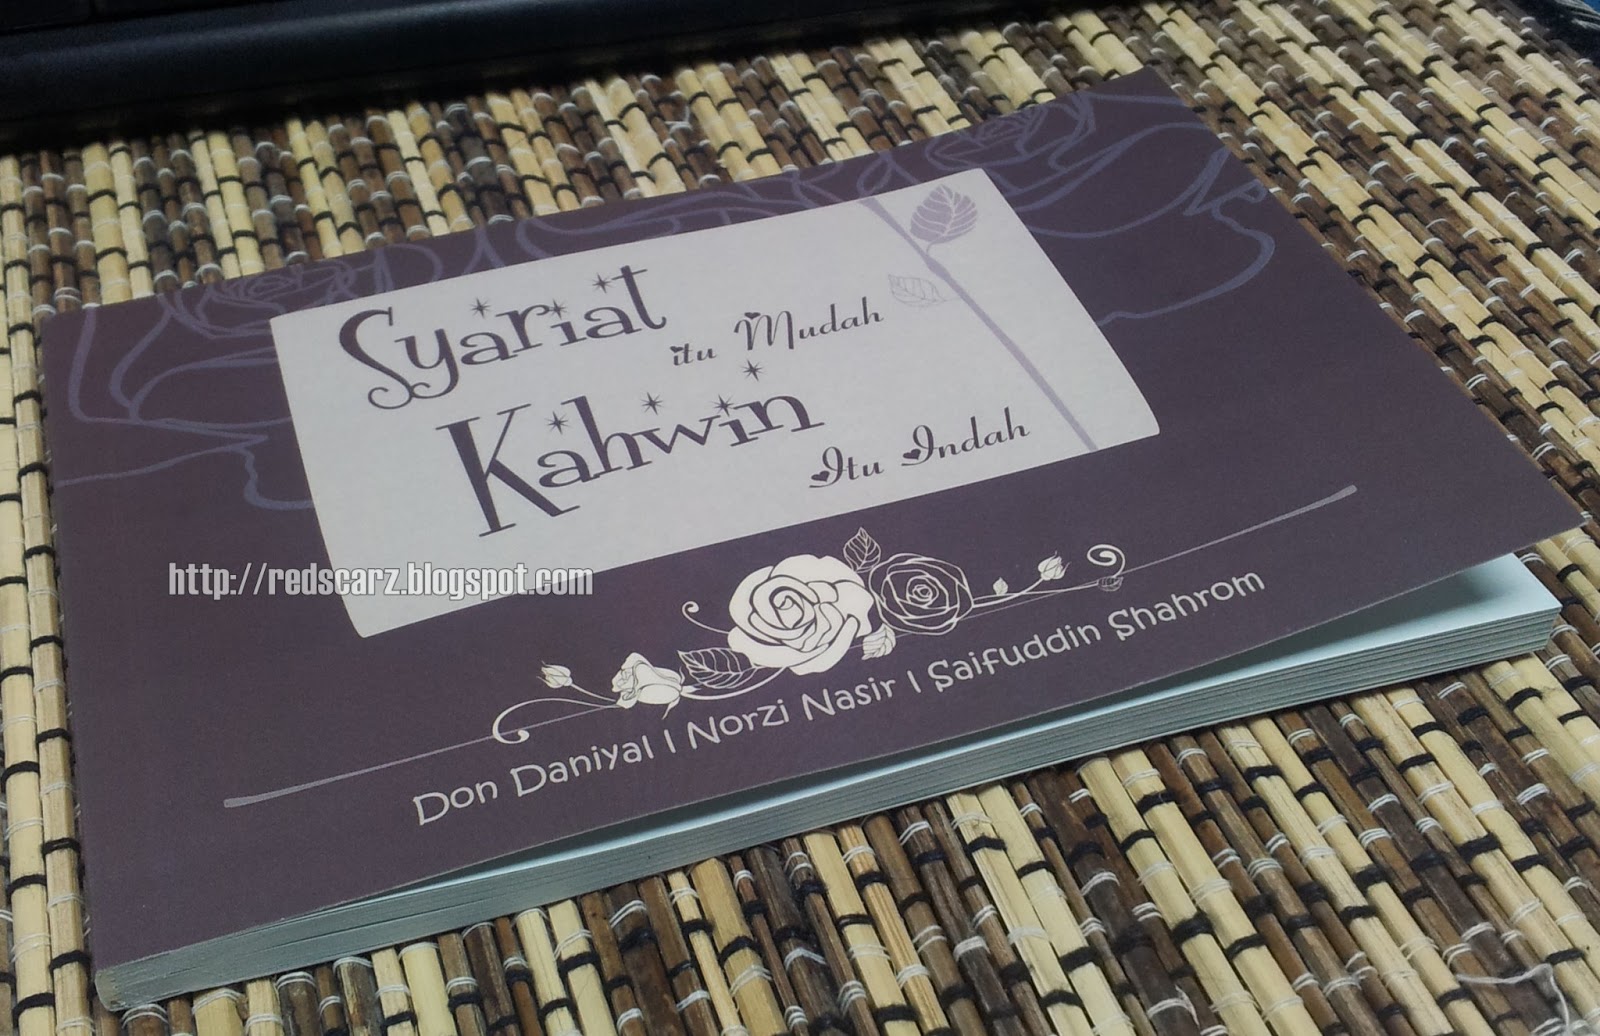 Syariat
itu Mudah
Kahwin
Itu Indah
http://redscarz.blogspot.com
Don Daniyal | Norzi Nasir | Saifuddin Shahrom